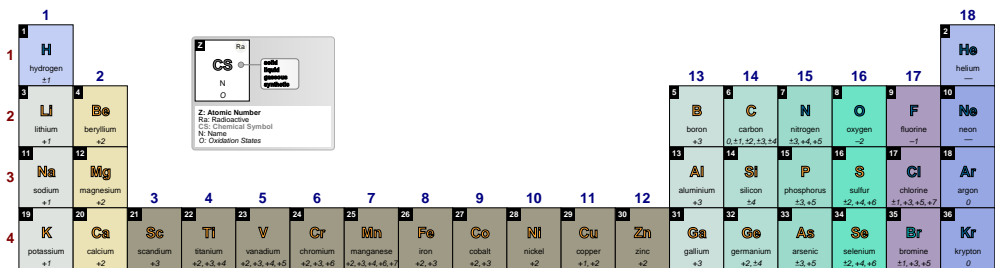 1
18
1
H
hydrogen
±1
Z
Ra
CS
N
O
solid
liquid
gaseous
synthetic
2
He
helium
—
1
2
13
14
15
16
17
3
Li
lithium
+1
4
Be
beryllium
+2
Z: Atomic Number
Ra: Radioactive
CS: Chemical Symbol
N: Name
O: Oxidation States
5
B
boron
+3
6
C
carbon
0,±1,±2,±3,±4
7
N
nitrogen
±3,+4,+5
8
O
oxygen
−2
9
F
fluorine
−1
10
Ne
neon
—
2
11
Na
sodium
+1
12
Mg
magnesium
+2
13
Al
aluminium
+3
14
Si
silicon
±4
15
P
phosphorus
±3,+5
16
S
sulfur
±2,+4,+6
17
Cl
chlorine
±1,+3,+5,+7
18
Ar
argon
0
3
3
4
5
6
7
8
9
10
11
12
19
K
potassium
+1
20
Ca
calcium
+2
21
Sc
scandium
+3
22
Ti
titanium
+2,+3,+4
23
V
vanadium
+2,+3,+4,+5
24
Cr
chromium
+2,+3,+6
25
Mn
manganese
+2,+3,+4,+6,+7
26
Fe
iron
+2,+3
27
Co
cobalt
+2,+3
28
Ni
nickel
+2
29
Cu
copper
+1,+2
30
Zn
zinc
+2
31
Ga
gallium
+3
32
Ge
germanium
+2,±4
33
As
arsenic
±3,+5
34
Se
selenium
±2,+4,+6
35
Br
bromine
±1,+3,+5
36
Kr
krypton
0
4